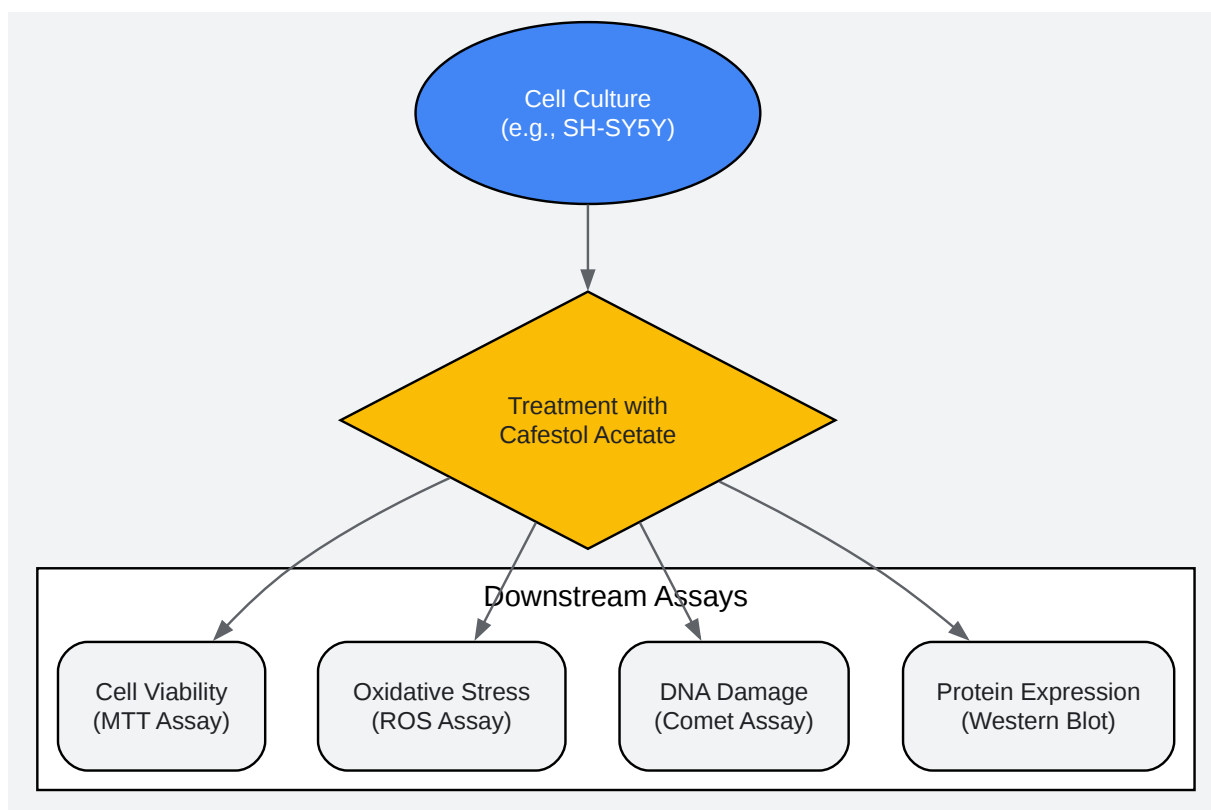 Cell Culture
(e.g., SH-SY5Y)
Treatment with
Cafestol Acetate
Downstream Assays
Cell Viability
(MTT Assay)
Oxidative Stress
(ROS Assay)
DNA Damage
(Comet Assay)
Protein Expression
(Western Blot)